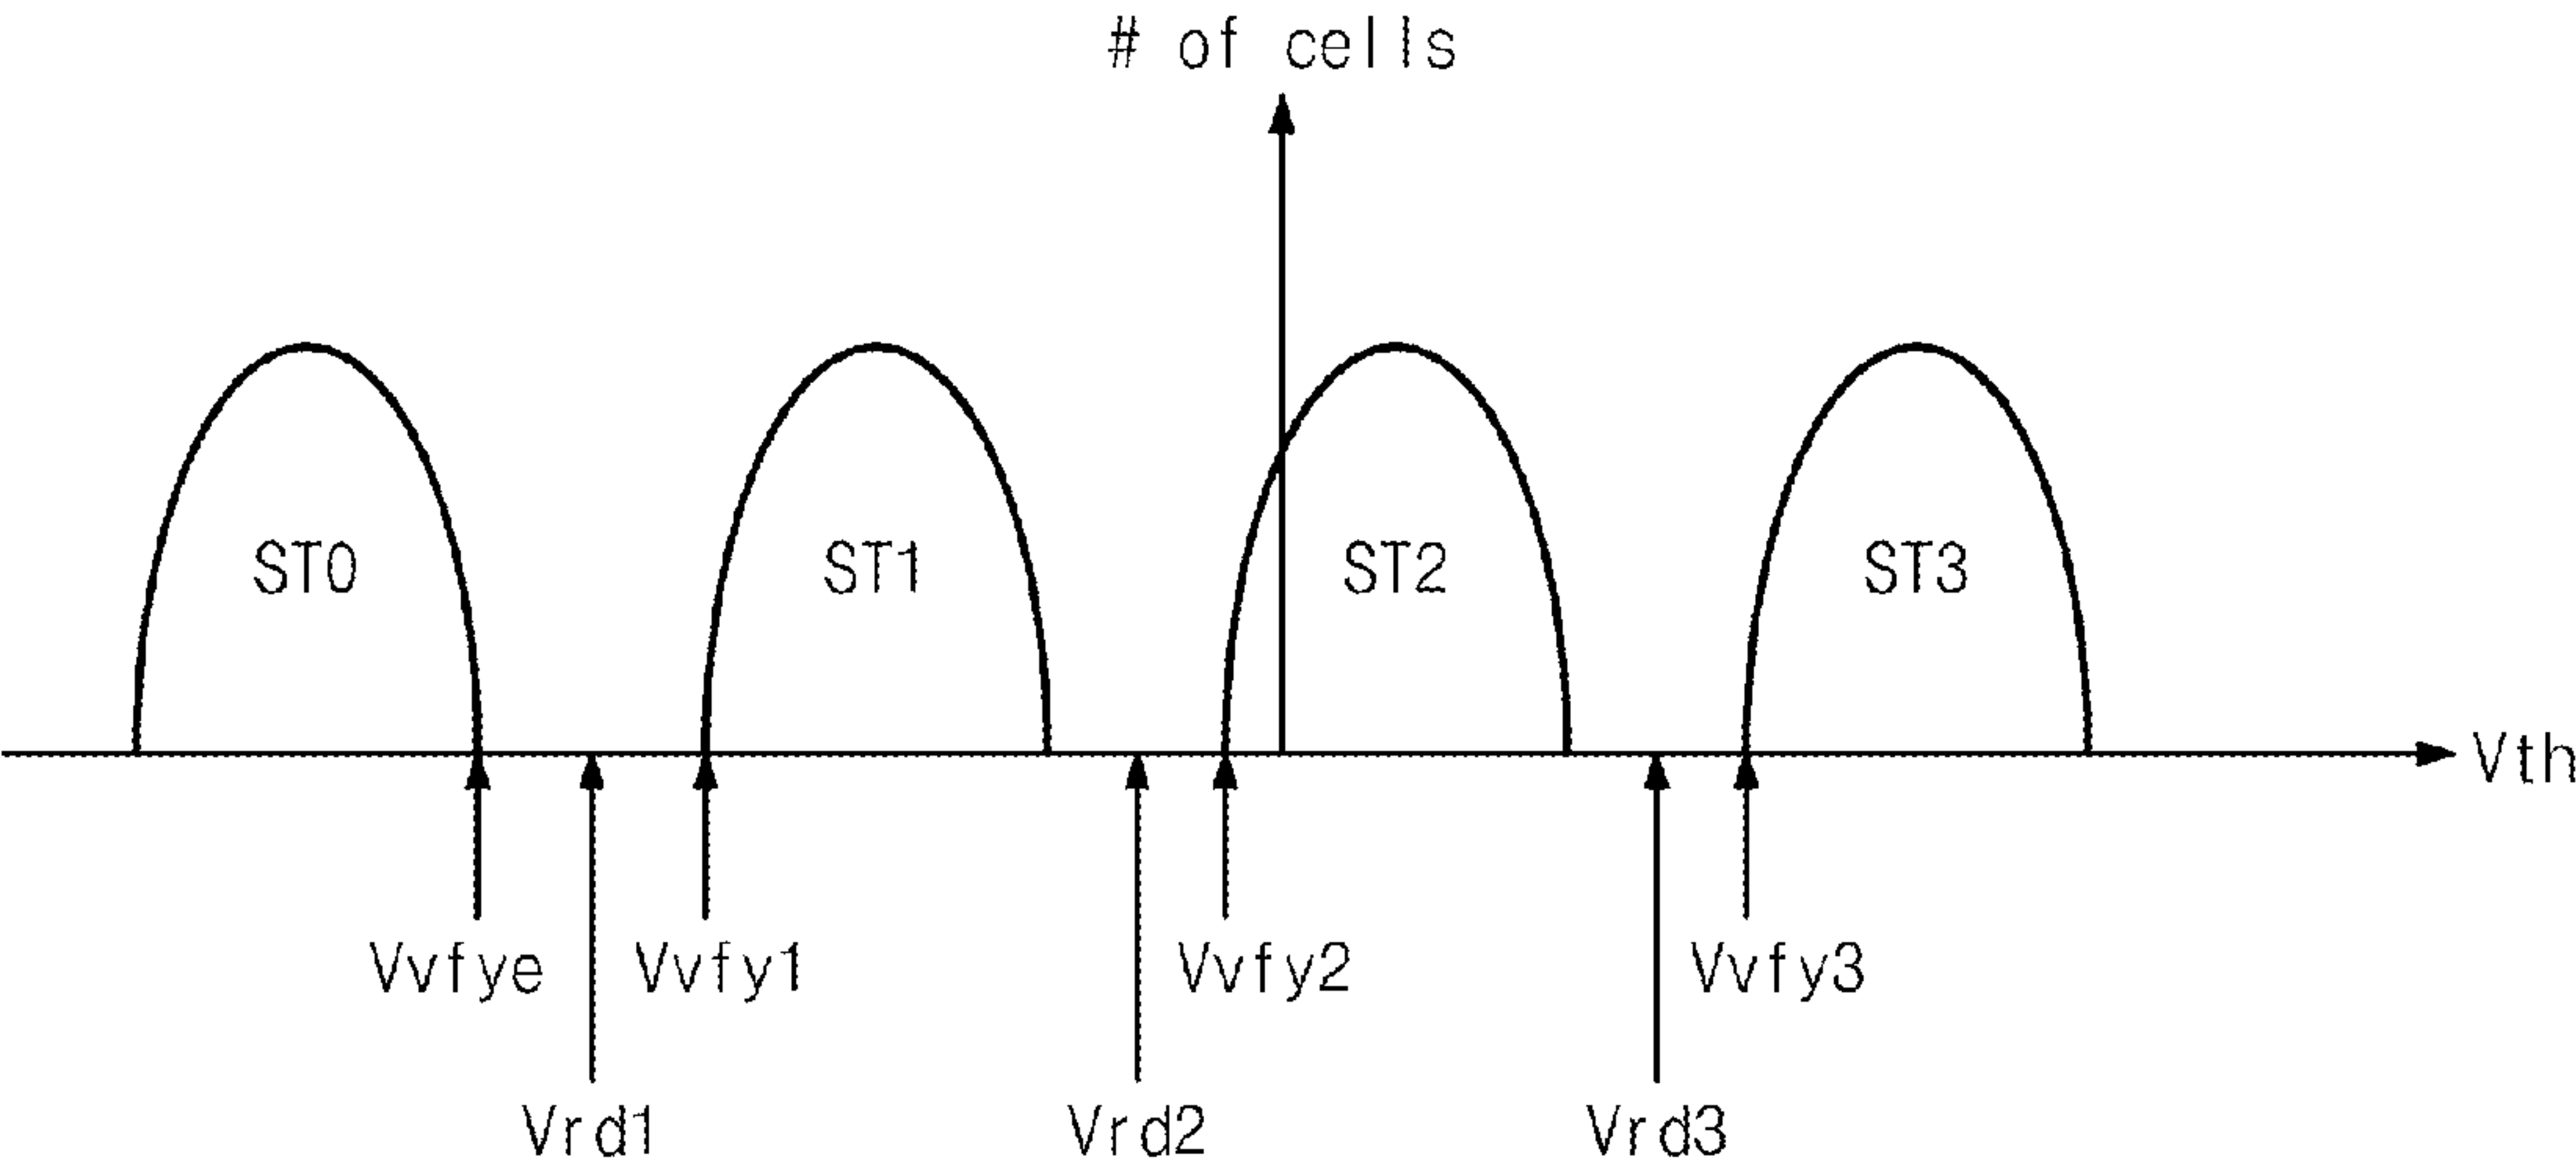 # of cells
ST0 ST1 ST2 ST3
Vth
Vvfye Vvfy1 Vvfy2 Vvfy3
Vrd1 Vrd2 Vrd3